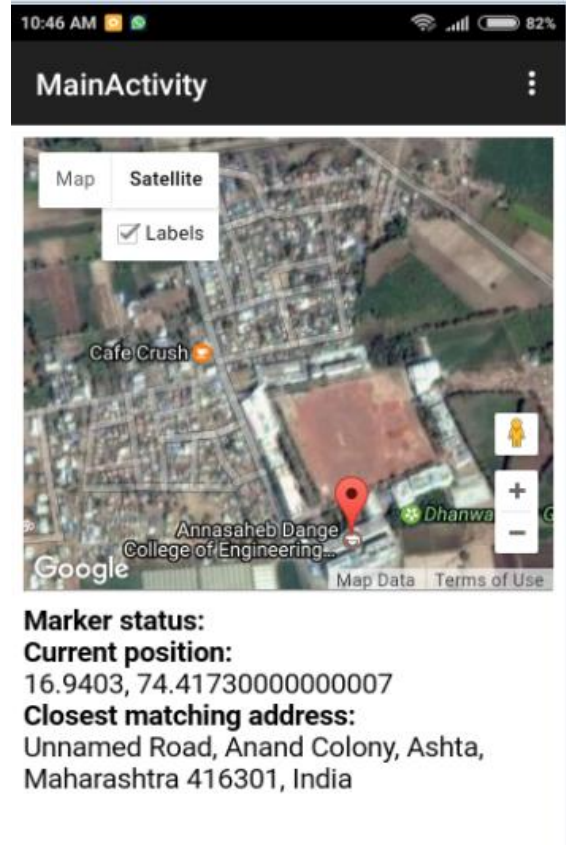 10:46 AM 82%
MainActivity
Map Satellite
Labels
Cafe Crush
Annasaheb Dange
College of Engineering...
Dhanwa
G
Google
Map Data Terms of Use
Marker status:
Current position:
16.9403, 74.41730000000007
Closest matching address:
Unnamed Road, Anand Colony, Ashta,
Maharashtra 416301, India